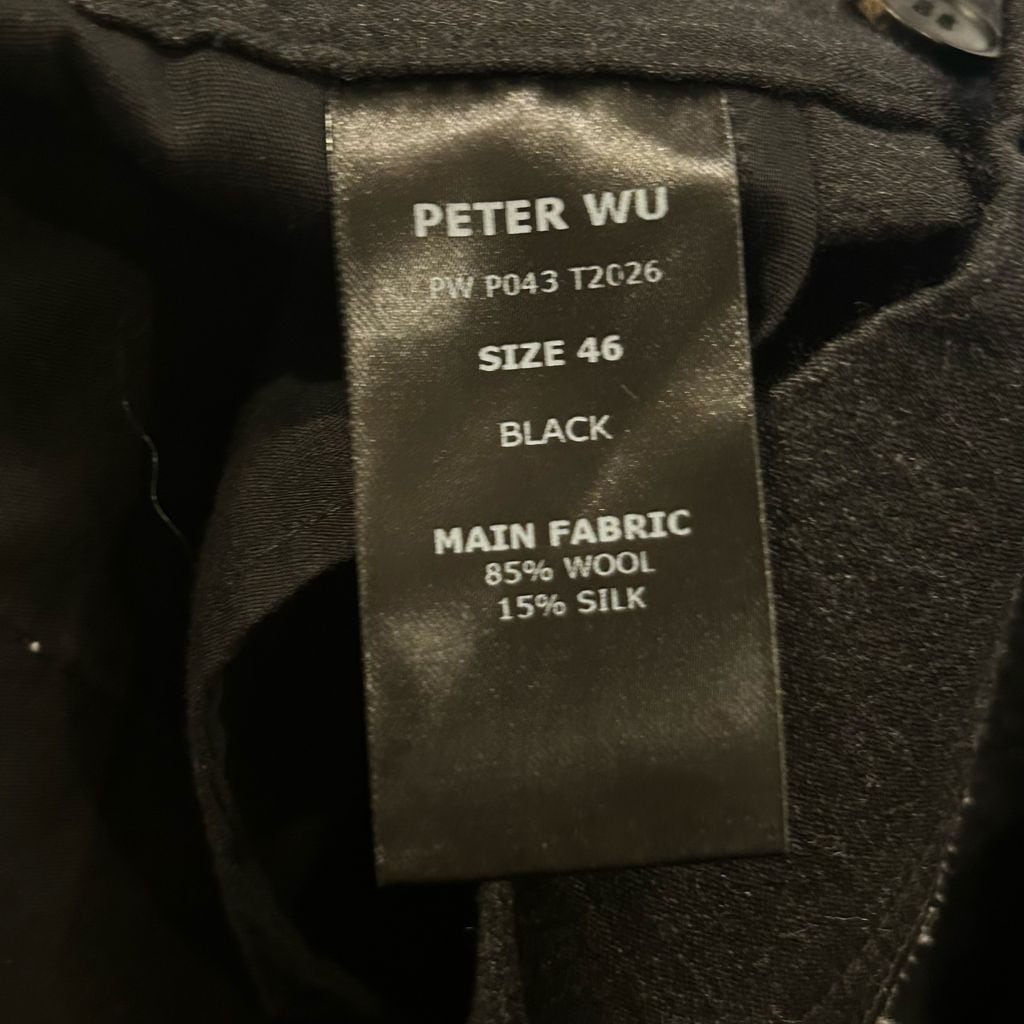 PETER WU
PW P043 T2026
SIZE 46
BLACK
MAIN FABRIC
85% WOOL
15% SILK